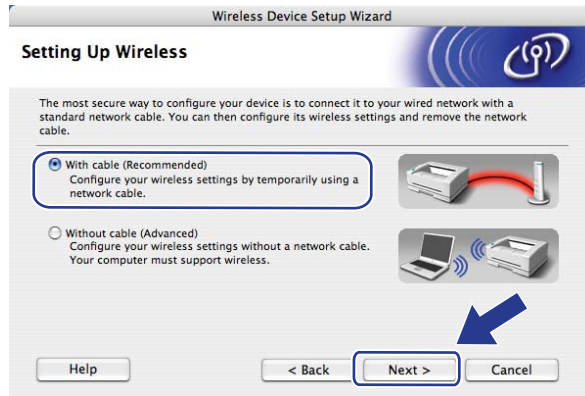 Wireless Device Setup Wizard
Setting Up Wireless
The most secure way to configure your device is to connect it to your wired network with a
standard network cable. You can then configure its wireless settings and remove the network
cable.
With cable (Recommended)
Configure your wireless settings by temporarily using a
network cable.
Without cable (Advanced)
Configure your wireless settings without a network cable.
Your computer must support wireless.
Help
< Back
Next >
Cancel